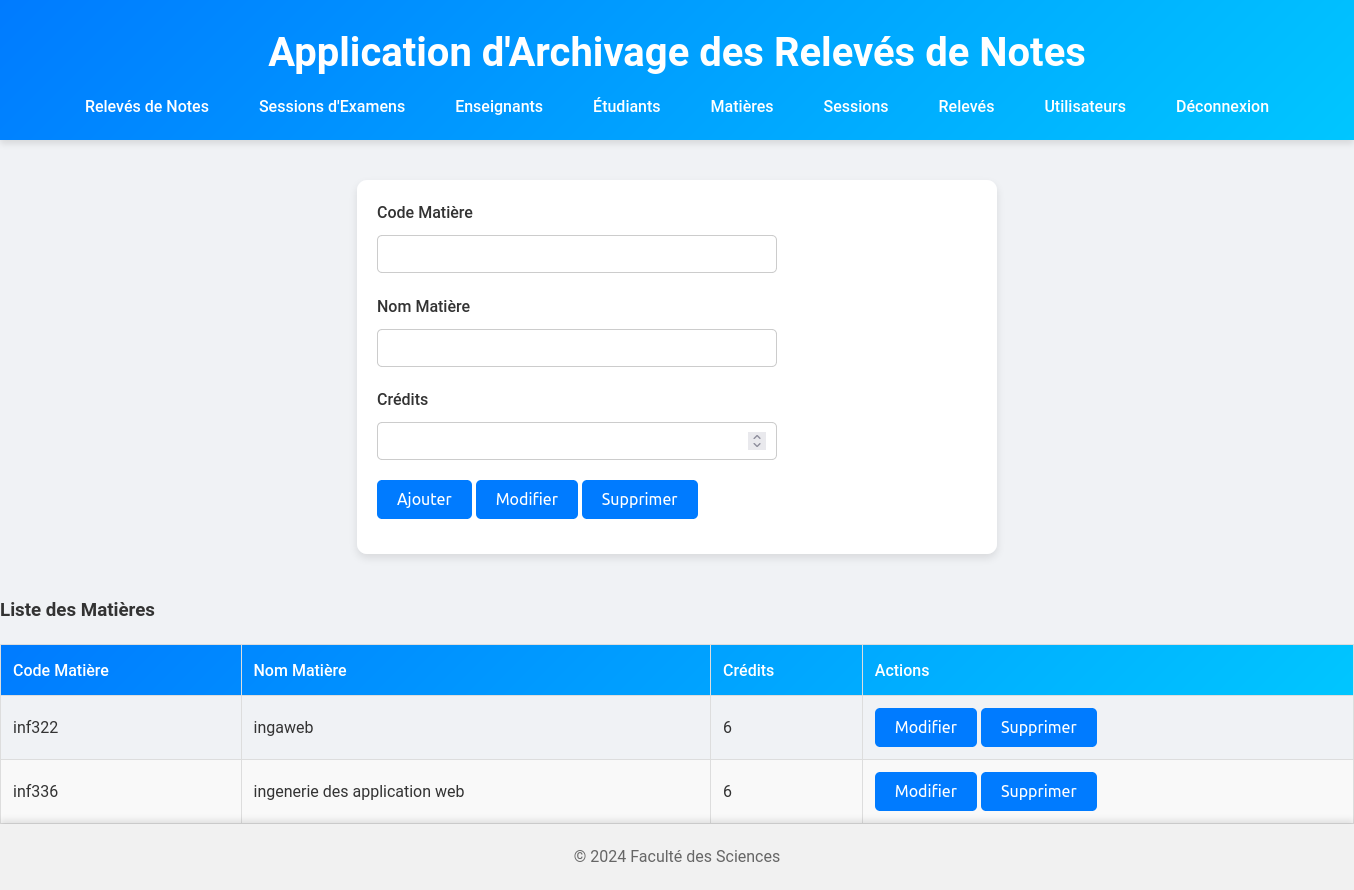 Application d'Archivage des Relevés de Notes
Relevés de Notes Sessions d'Examens Enseignants Étudiants Matières Sessions Relevés Utilisateurs Déconnexion
Code Matière
Nom Matière
Crédits
Ajouter Modifier Supprimer
Liste des Matières
Code Matière Nom Matière Crédits Actions
inf322 ingaweb 6 Modifier Supprimer
inf336 ingenerie des application web 6 Modifier Supprimer
© 2024 Faculté des Sciences